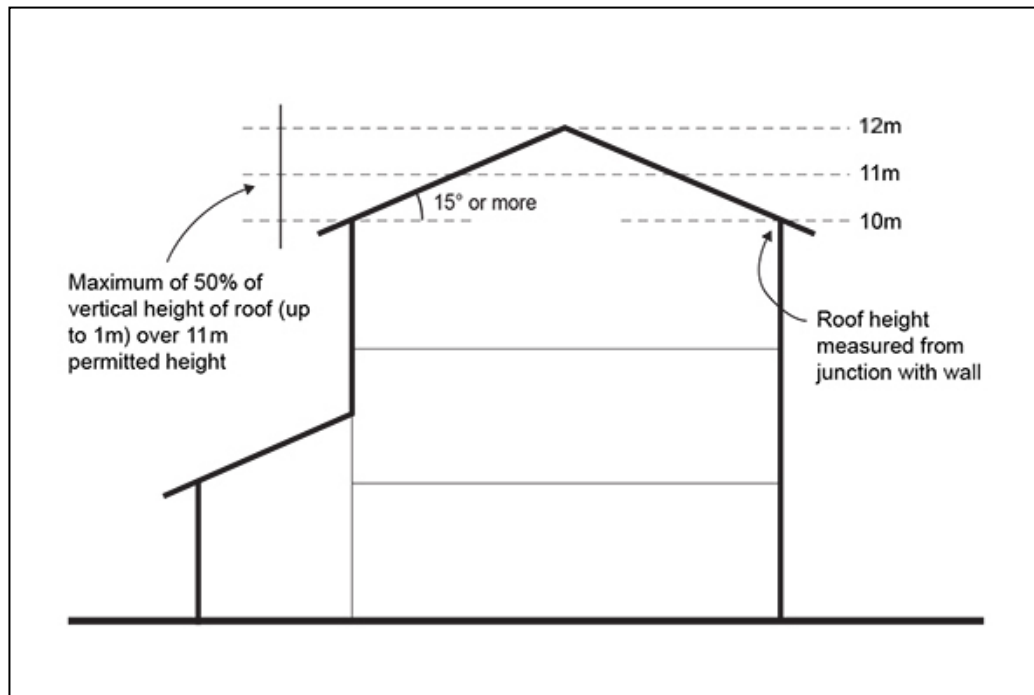 12m
11m
15° or more
10m
Maximum of 50% of
vertical height of roof (up
to 1m) over 11m
permitted height
Roof height
measured from
junction with wall